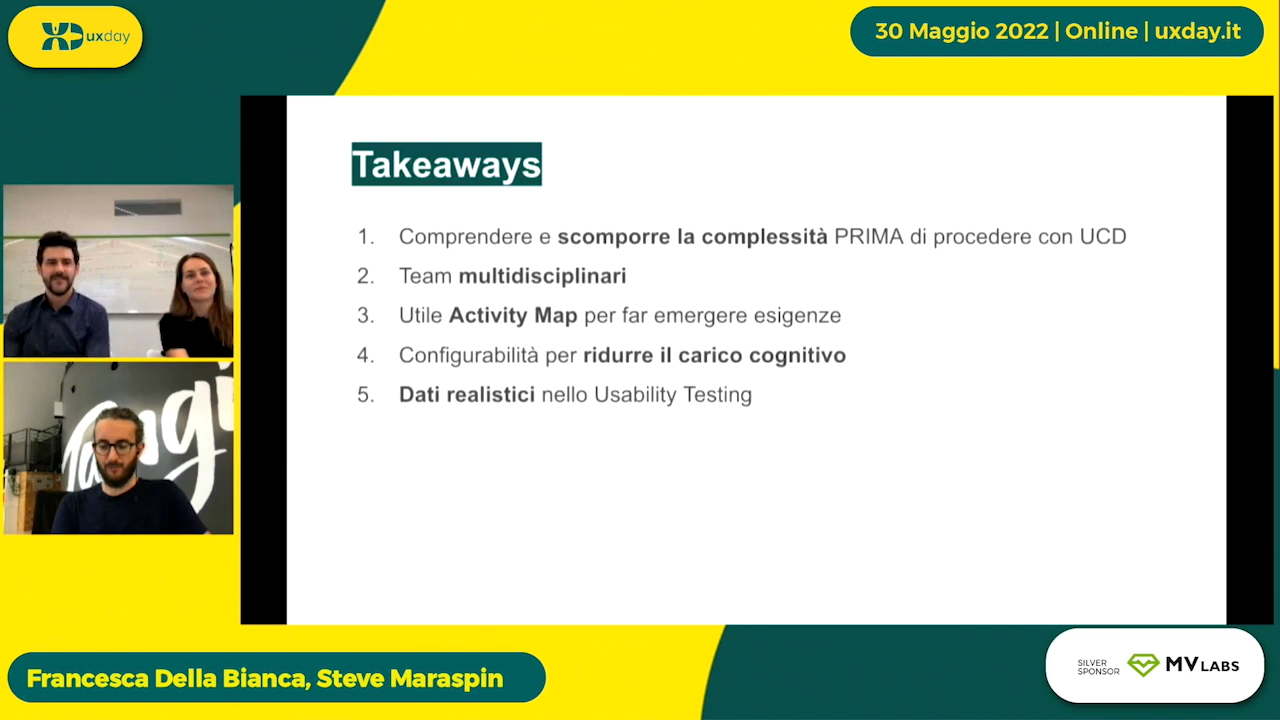 uxday
30 Maggio 2022 | Online | uxday.it
Takeaways
1. Comprendere e scomporre la complessità PRIMA di procedere con UCD
2. Team multidisciplinari
3. Utile Activity Map per far emergere esigenze
4. Configurabilità per ridurre il carico cognitivo
5. Dati realistici nello Usability Testing
Francesca Della Bianca, Steve Maraspin
SILVER
SPONSOR
MV LABS